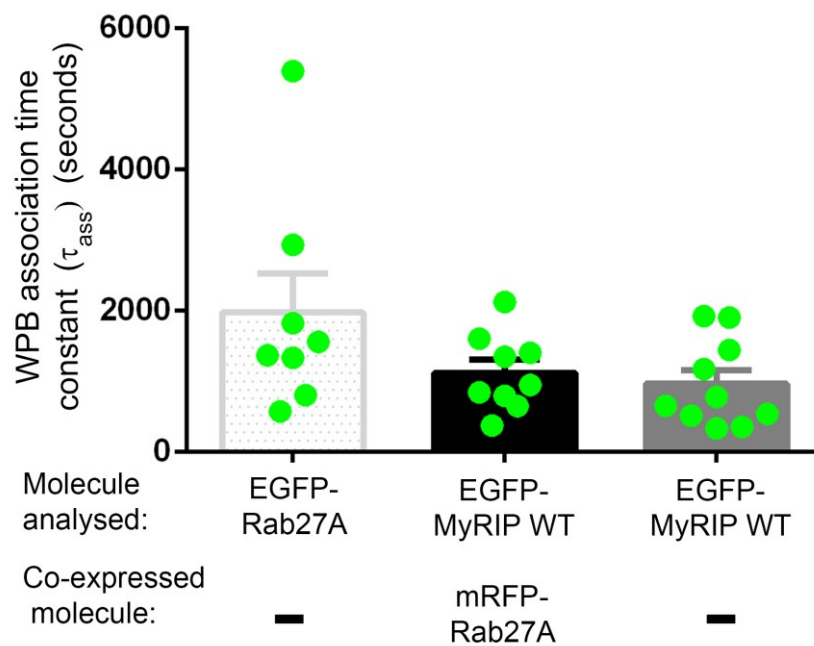 WPB association time
constant (τass) (seconds)
6000
4000
2000
0
Molecule
analysed:
EGFP-
Rab27A
EGFP-
MyRIP WT
EGFP-
MyRIP WT
Co-expressed
molecule:
-
mRFP-
Rab27A
-